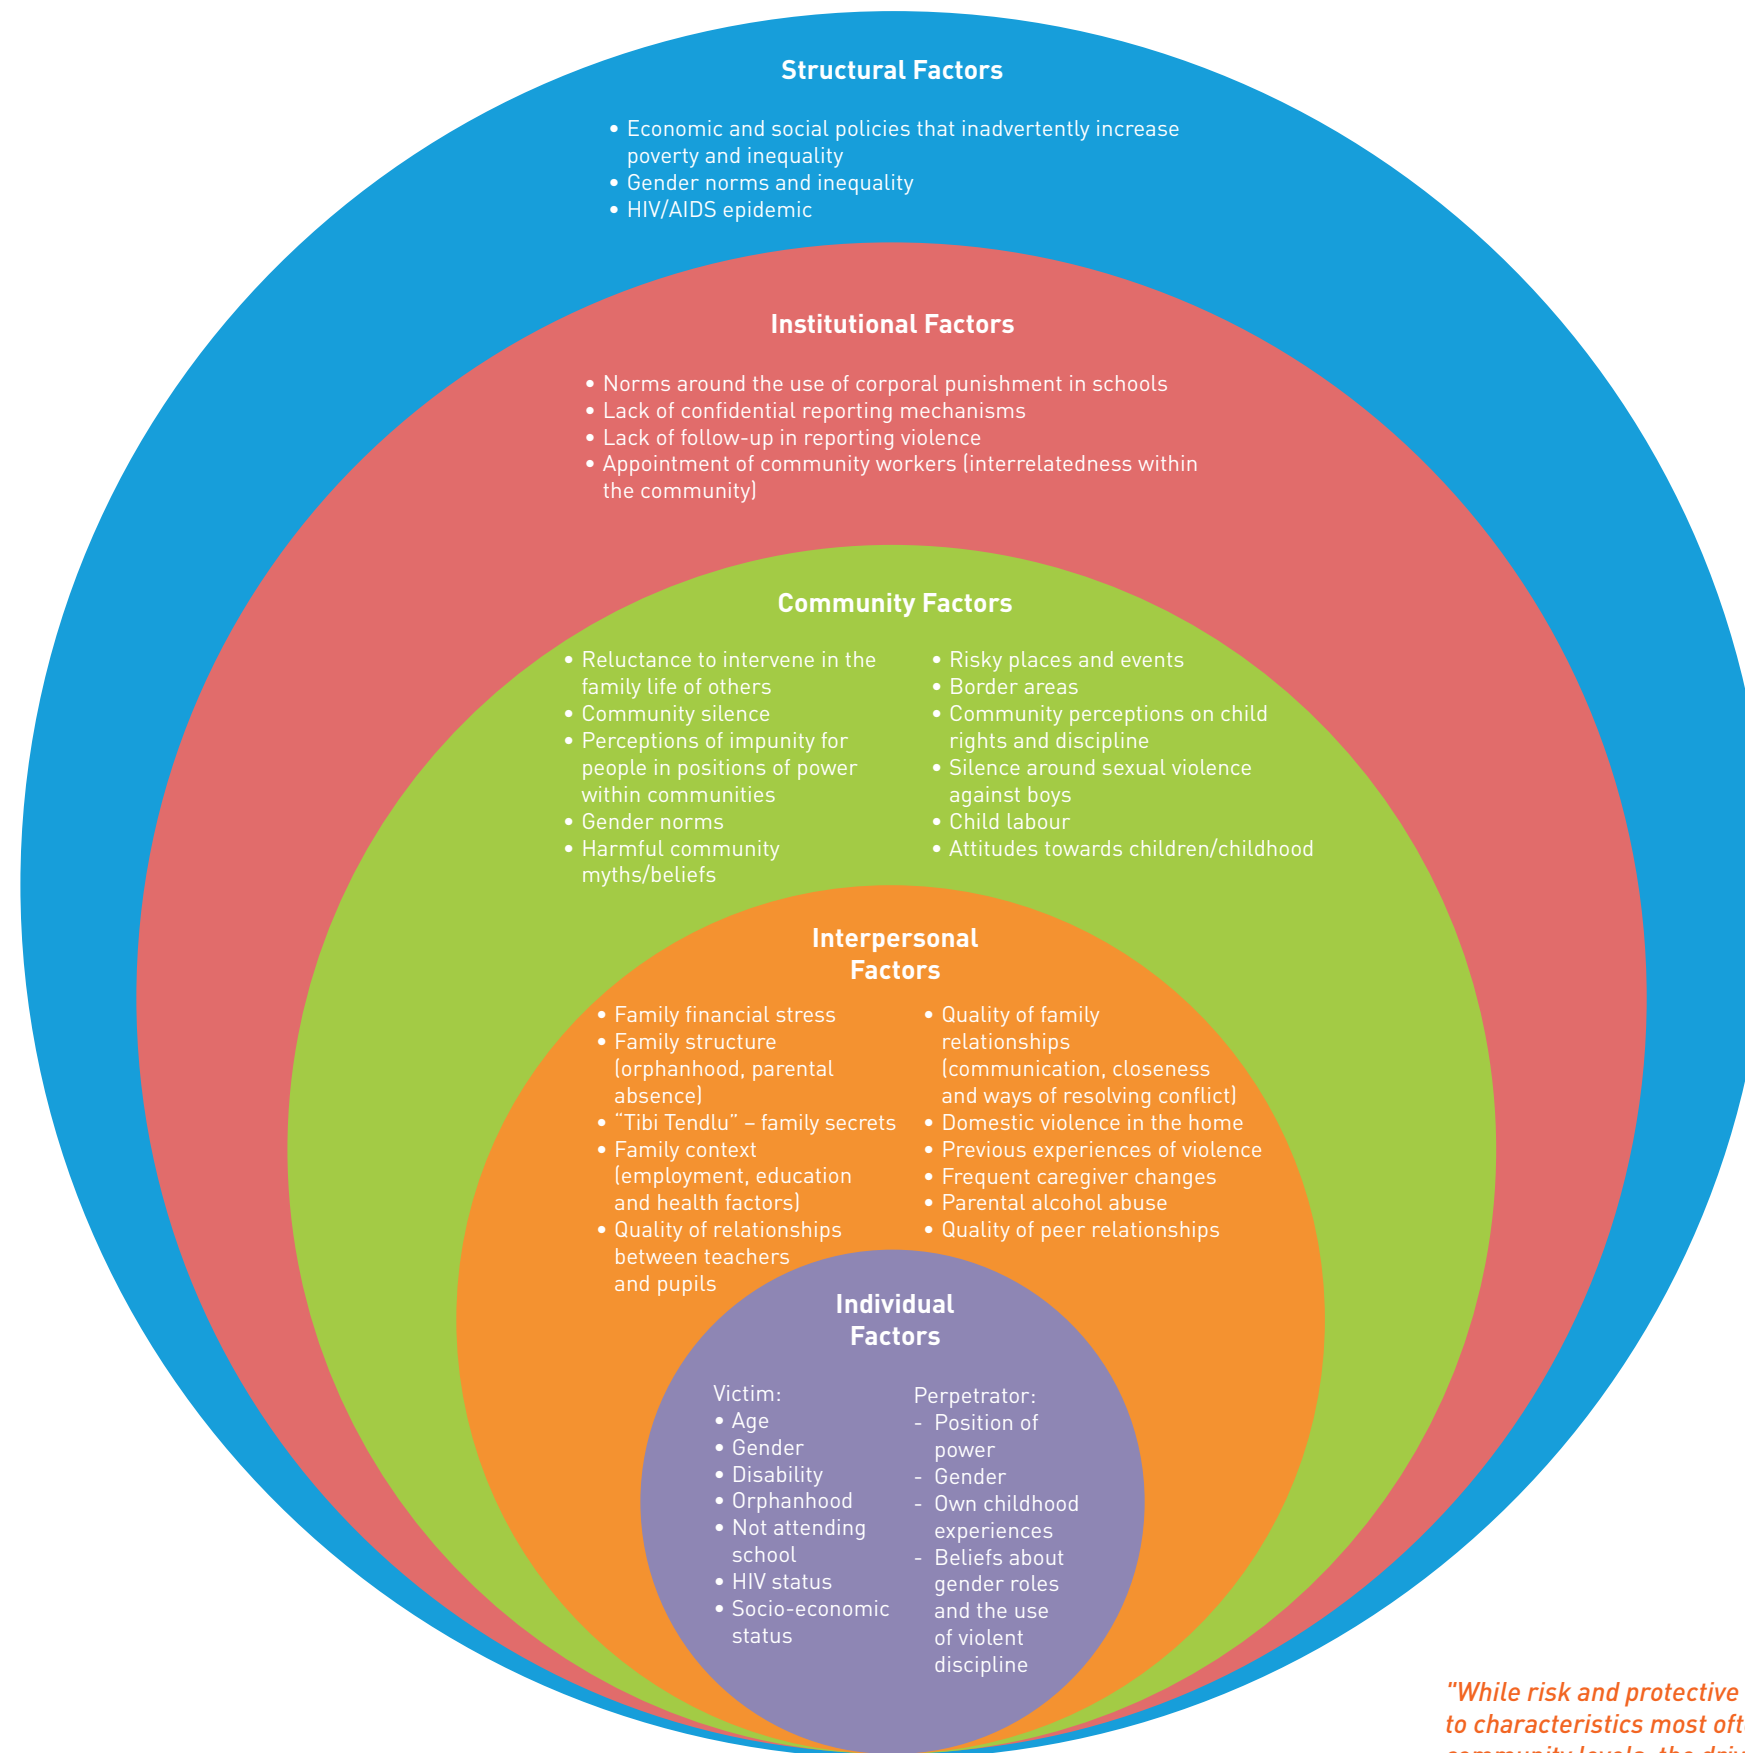 Structural Factors
• Economic and social policies that inadvertently increase
poverty and inequality
• Gender norms and inequality
• HIV/AIDS epidemic
Institutional Factors
• Norms around the use of corporal punishment in schools
• Lack of confidential reporting mechanisms
• Lack of follow-up in reporting violence
• Appointment of community workers (interrelatedness within
the community)
Community Factors
• Reluctance to intervene in the
family life of others
• Community silence
• Perceptions of impunity for
people in positions of power
within communities
• Gender norms
• Harmful community
myths/beliefs
• Risky places and events
• Border areas
• Community perceptions on child
rights and discipline
• Silence around sexual violence
against boys
• Child labour
• Attitudes towards children/childhood
Interpersonal
Factors
• Family financial stress
• Family structure
(orphanhood, parental
absence)
• “Tibi Tendlu” – family secrets
• Family context
(employment, education
and health factors)
• Quality of relationships
between teachers
and pupils
• Quality of family
relationships
(communication, closeness
and ways of resolving conflict)
• Domestic violence in the home
• Previous experiences of violence
• Frequent caregiver changes
• Parental alcohol abuse
• Quality of peer relationships
Individual
Factors
Victim:
• Age
• Gender
• Disability
• Orphanhood
• Not attending
school
• HIV status
• Socio-economic
status
Perpetrator:
- Position of
power
- Gender
- Own childhood
experiences
- Beliefs about
gender roles
and the use
of violent
discipline
"While risk and protective
to characteristics most
community levels, the